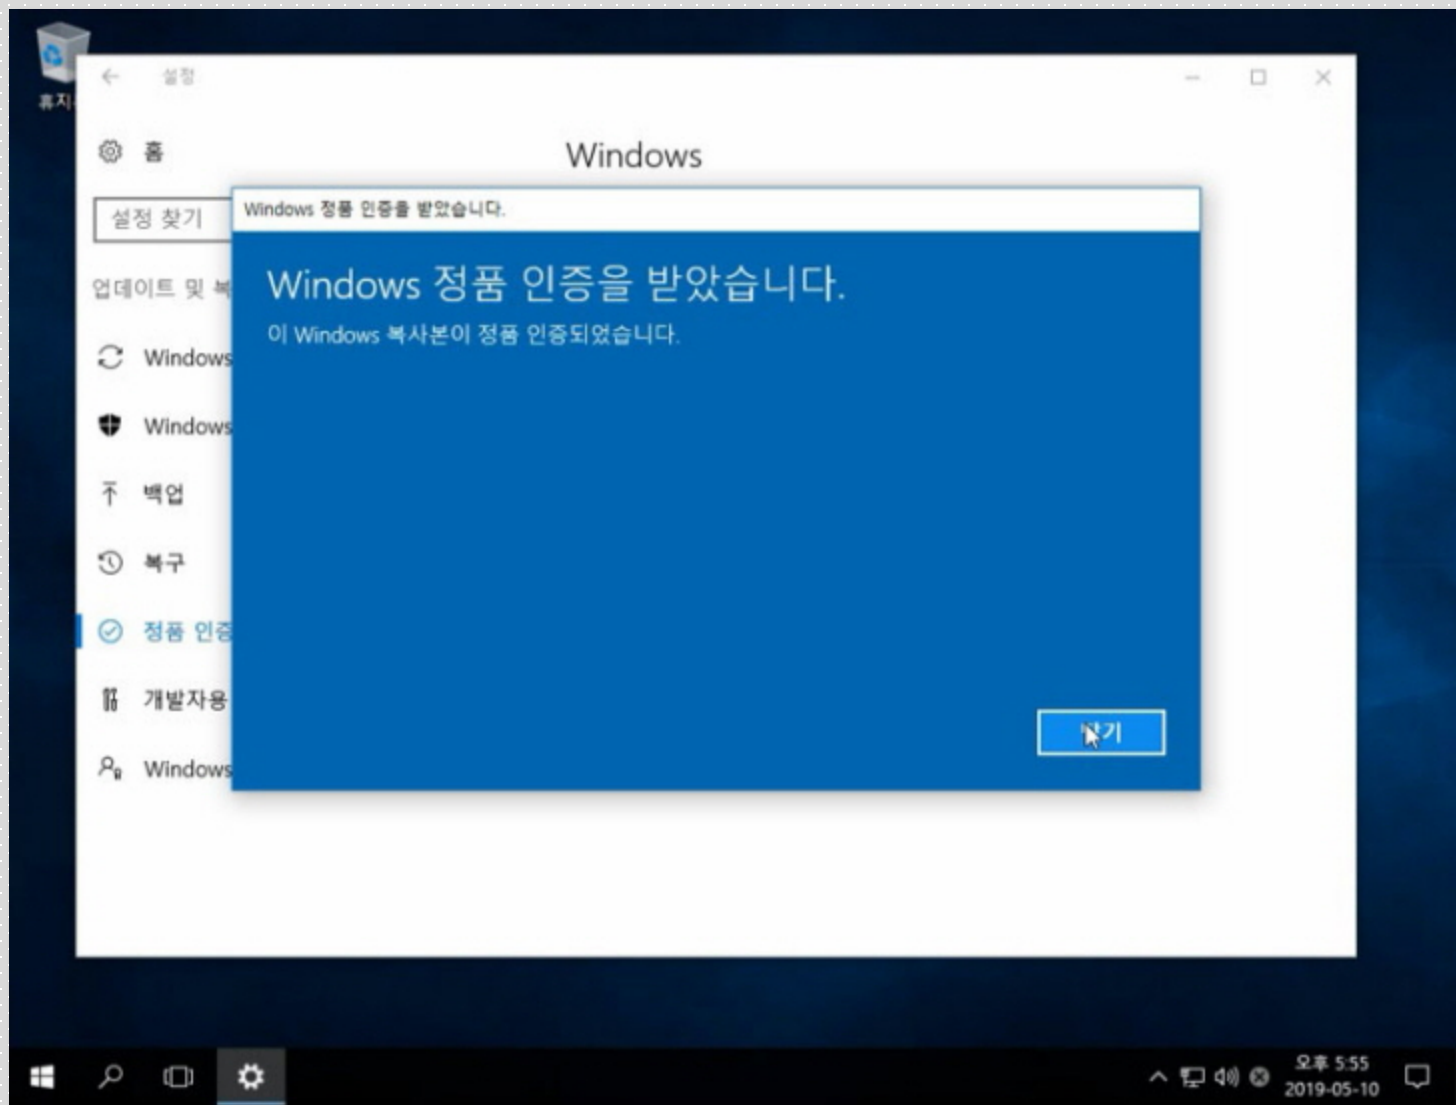 휴지
설정
홈
Windows
설정 찾기
Windows 정품 인증을 받았습니다.
업데이트 및 복
Windows 정품 인증을 받았습니다.
이 Windows 복사본이 정품 인증되었습니다.
Windows
Windows
백업
복구
정품 인증
개발자용
기
Windows
오후 5:55
2019-05-10